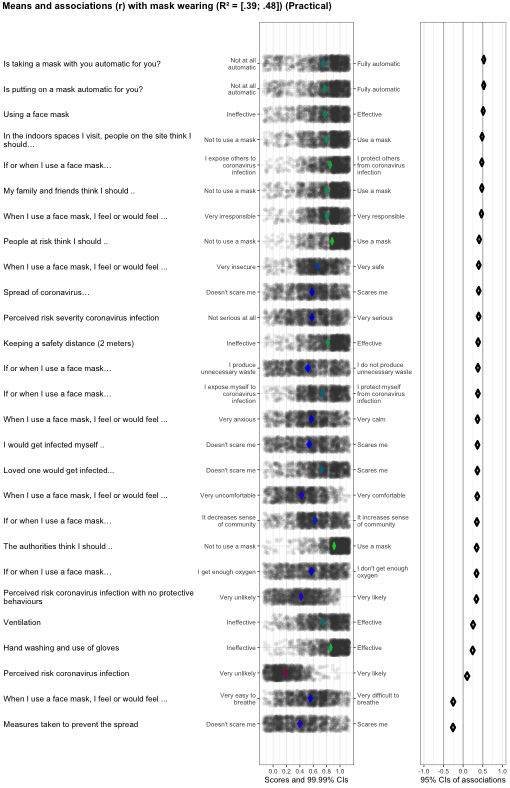 Means and associations (r) with mask wearing (R² = [.39; .48]) (Practical)
Is taking a mask with you automatic for you?
Not at all
automatic
Fully automatic
Is putting on a mask automatic for you?
Not at all
automatic
Fully automatic
Using a face mask
Ineffective
Effective
In the indoors spaces I visit, people on the site think I
should…
Not to use a mask
Use a mask
If or when I use a face mask…
I expose others to
coronavirus
infection
I protect others
from coronavirus
infection
My family and friends think I should ..
Not to use a mask
Use a mask
When I use a face mask, I feel or would feel ...
Very irresponsible
Very responsible
People at risk think I should ..
Not to use a mask
Use a mask
When I use a face mask, I feel or would feel ...
Very insecure
Very safe
Spread of coronavirus…
Doesn't scare me
Scares me
Perceived risk severity coronavirus infection
Not serious at all
Very serious
Keeping a safety distance (2 meters)
Ineffective
Effective
If or when I use a face mask…
I produce
unnecessary waste
I do not produce
unnecessary waste
If or when I use a face mask…
I expose myself to
coronavirus
infection
I protect myself
from coronavirus
infection
When I use a face mask, I feel or would feel ...
Very anxious
Very calm
I would get infected myself ..
Doesn't scare me
Scares me
Loved one would get infected...
Doesn't scare me
Scares me
When I use a face mask, I feel or would feel ...
Very uncomfortable
Very comfortable
If or when I use a face mask…
It decreases sense
of community
It increases sense
of community
The authorities think I should ..
Not to use a mask
Use a mask
If or when I use a face mask…
I get enough oxygen
I don't get enough
oxygen
Perceived risk coronavirus infection with no protective
behaviours
Very unlikely
Very likely
Ventilation
Ineffective
Effective
Hand washing and use of gloves
Ineffective
Effective
Perceived risk coronavirus infection
Very unlikely
Very likely
When I use a face mask, I feel or would feel ...
Very easy to
breathe
Very difficult to
breathe
Measures taken to prevent the spread
Doesn't scare me
Scares me
0.0 0.2 0.4 0.6 0.8 1.0
Scores and 99.99% CIs
-1.0 -0.5 0.0 0.5 1.0
95% CIs of associations